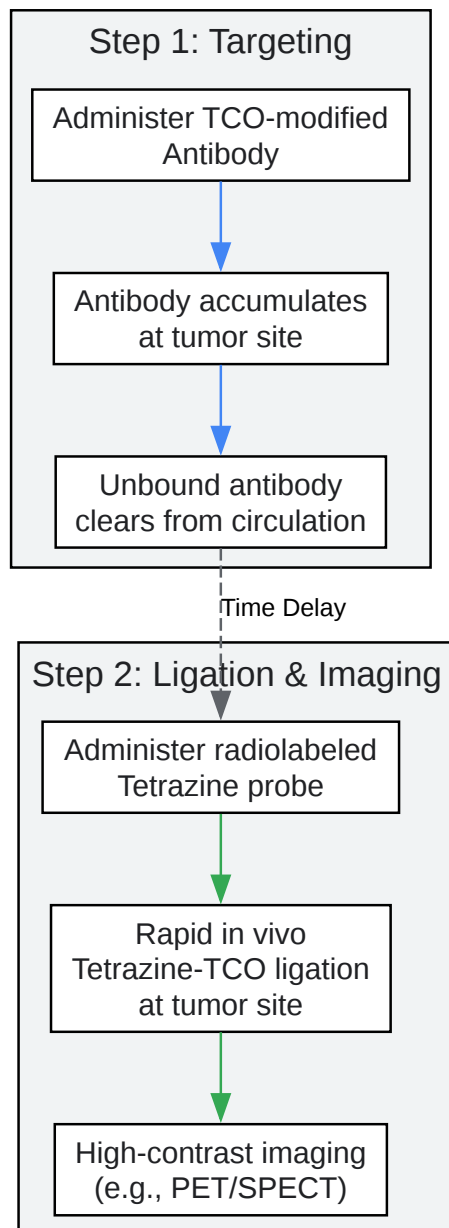 Step 1: Targeting
Administer TCO-modified
Antibody
Antibody accumulates
at tumor site
Unbound antibody
clears from circulation
Time Delay
Step 2: Ligation & Imaging
Administer radiolabeled
Tetrazine probe
Rapid in vivo
Tetrazine-TCO ligation
at tumor site
High-contrast imaging
(e.g., PET/SPECT)